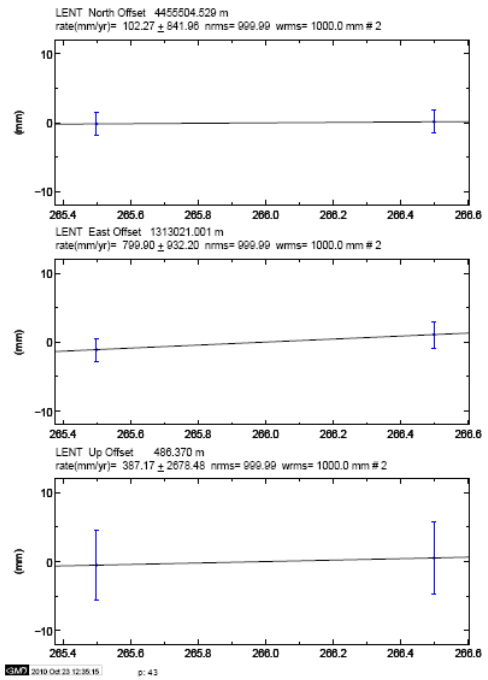 LENT North Offset 4455504.529 m
rate(mm/yr)= 102.27 ± 841.96 nrms= 999.99 wrms= 1000.0 mm # 2
10
0
−10
(mm)
265.4 265.6 265.8 266.0 266.2 266.4 266.6
LENT East Offset 1313021.001 m
rate(mm/yr)= 799.90 ± 932.20 nrms= 999.99 wrms= 1000.0 mm # 2
10
0
−10
(mm)
265.4 265.6 265.8 266.0 266.2 266.4 266.6
LENT Up Offset 486.370 m
rate(mm/yr)= 387.17 ± 2678.48 nrms= 999.99 wrms= 1000.0 mm # 2
10
0
−10
(mm)
265.4 265.6 265.8 266.0 266.2 266.4 266.6
GMT 2010 Oct 23 12:35:15 p: 43